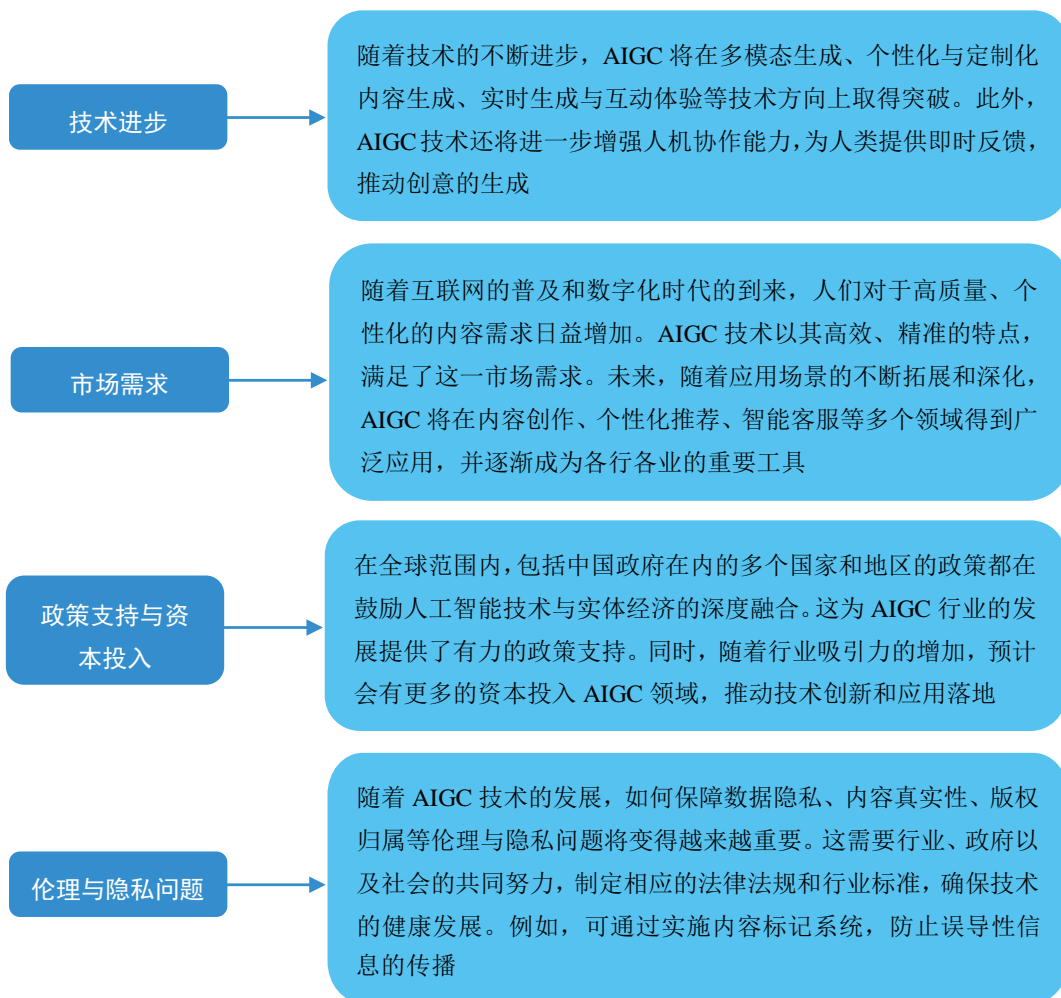 技术进步
随着技术的不断进步，AIGC 将在多模态生成、个性化与定制化
内容生成、实时生成与互动体验等技术方向上取得突破。此外，
AIGC 技术还将进一步增强人机协作能力，为人类提供即时反馈，
推动创意的生成
市场需求
随着互联网的普及和数字化时代的到来，人们对于高质量、个
性化的内容需求日益增加。AIGC 技术以其高效、精准的特点，
满足了这一市场需求。未来，随着应用场景的不断拓展和深化，
AIGC 将在内容创作、个性化推荐、智能客服等多个领域得到广
泛应用，并逐渐成为各行各业的重要工具
政策支持与资
本投入
在全球范围内，包括中国政府在内的多个国家和地区的政策都在
鼓励人工智能技术与实体经济的深度融合。这为 AIGC 行业的发
展提供了有力的政策支持。同时，随着行业吸引力的增加，预计
会有更多的资本投入 AIGC 领域，推动技术创新和应用落地
伦理与隐私问题
随着 AIGC 技术的发展，如何保障数据隐私、内容真实性、版权
归属等伦理与隐私问题将变得越来越重要。这需要行业、政府以
及社会的共同努力，制定相应的法律法规和行业标准，确保技术
的健康发展。例如，可通过实施内容标记系统，防止误导性信
息的传播